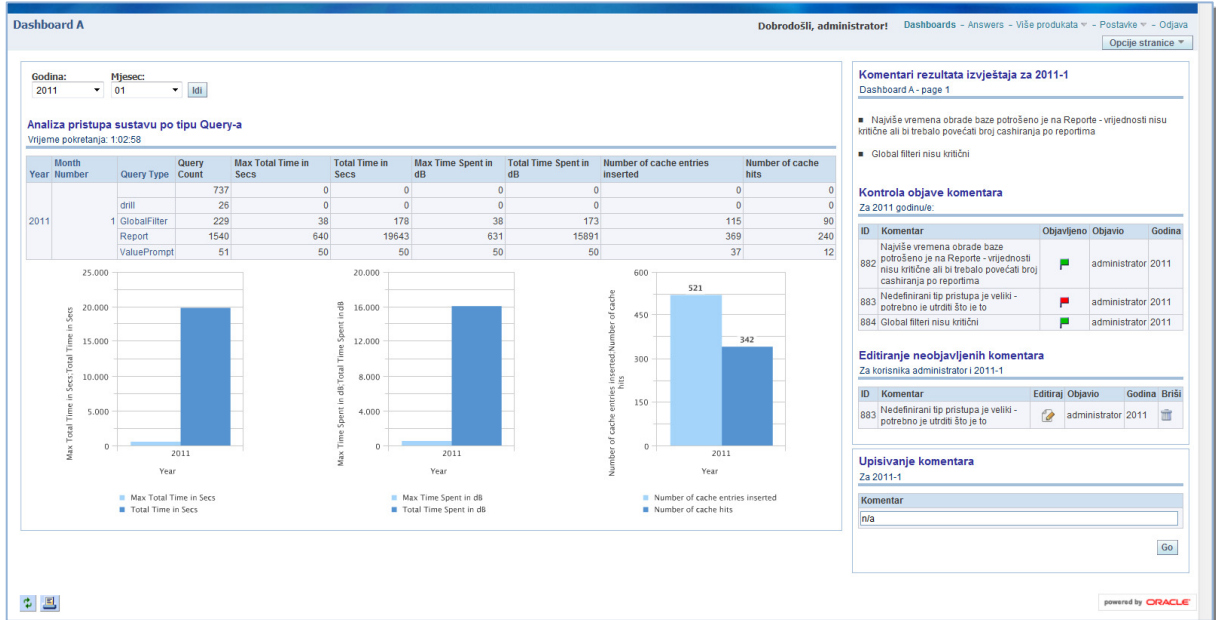 Dashboard A
Dobrodošli, administrator! Dashboards - Answers - Više produkata - Postavke - Odjava
Opcije stranice
Godina: Mjesec:
2011 01 Idi
Analiza pristupa sustavu po tipu Query-a
Vrijeme pokretanja: 1:02:58
Year Month Number Query Type Query Count Max Total Time in Secs Total Time in Secs Max Time Spent in dB Total Time Spent in dB Number of cache entries inserted Number of cache hits
737 0 0 0 0 0 0
drill 26 0 0 0 0 0 0
2011 1 GlobalFilter 229 38 178 38 173 115 90
Report 1540 640 19643 631 15891 369 240
ValuePrompt 51 50 50 50 50 37 12
Max Total Time in Secs;Total Time in Secs
25.000
20.000
15.000
10.000
5.000
0
2011
Year
Max Total Time in Secs
Total Time in Secs
Max Time Spent in dB;Total Time Spent in dB
20.000
16.000
12.000
8.000
4.000
0
2011
Year
Max Time Spent in dB
Total Time Spent in dB
Number of cache entries inserted;Number of cache hits
600
450
300
150
0
521
342
2011
Year
Number of cache entries inserted
Number of cache hits
Komentari rezultata izvještaja za 2011-1
Dashboard A - page 1
Najviše vremena obrade baze potrošeno je na Reporte - vrijednosti nisu
kritične ali bi trebalo povećati broj cashiranja po reportima
Global filteri nisu kritični
Kontrola objave komentara
Za 2011 godinu/e:
ID Komentar Objavljeno Objavio Godina
882 Najviše vremena obrade baze
potrošeno je na Reporte - vrijednosti
nisu kritične ali bi trebalo povećati broj
cashiranja po reportima
administrator 2011
883 Nedefinirani tip pristupa je veliki -
potrebno je utrditi što je to
administrator 2011
884 Global filteri nisu kritični administrator 2011
Editiranje neobjavljenih komentara
Za korisnika administrator i 2011-1
ID Komentar Editiraj Objavio Godina Briši
883 Nedefinirani tip pristupa je veliki -
potrebno je utrditi što je to
administrator 2011
Upisivanje komentara
Za 2011-1
Komentar
n/a
Go
powered by ORACLE